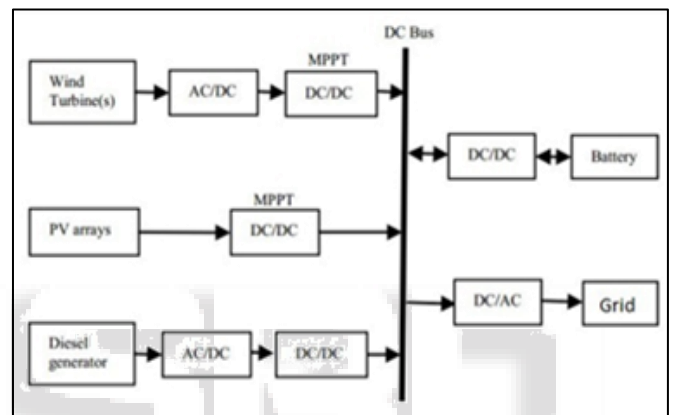 DC Bus
MPPT
Wind
Turbine(s)
AC/DC
DC/DC
DC/DC
Battery
MPPT
PV arrays
DC/DC
DC/AC
Grid
Diesel
generator
AC/DC
DC/DC